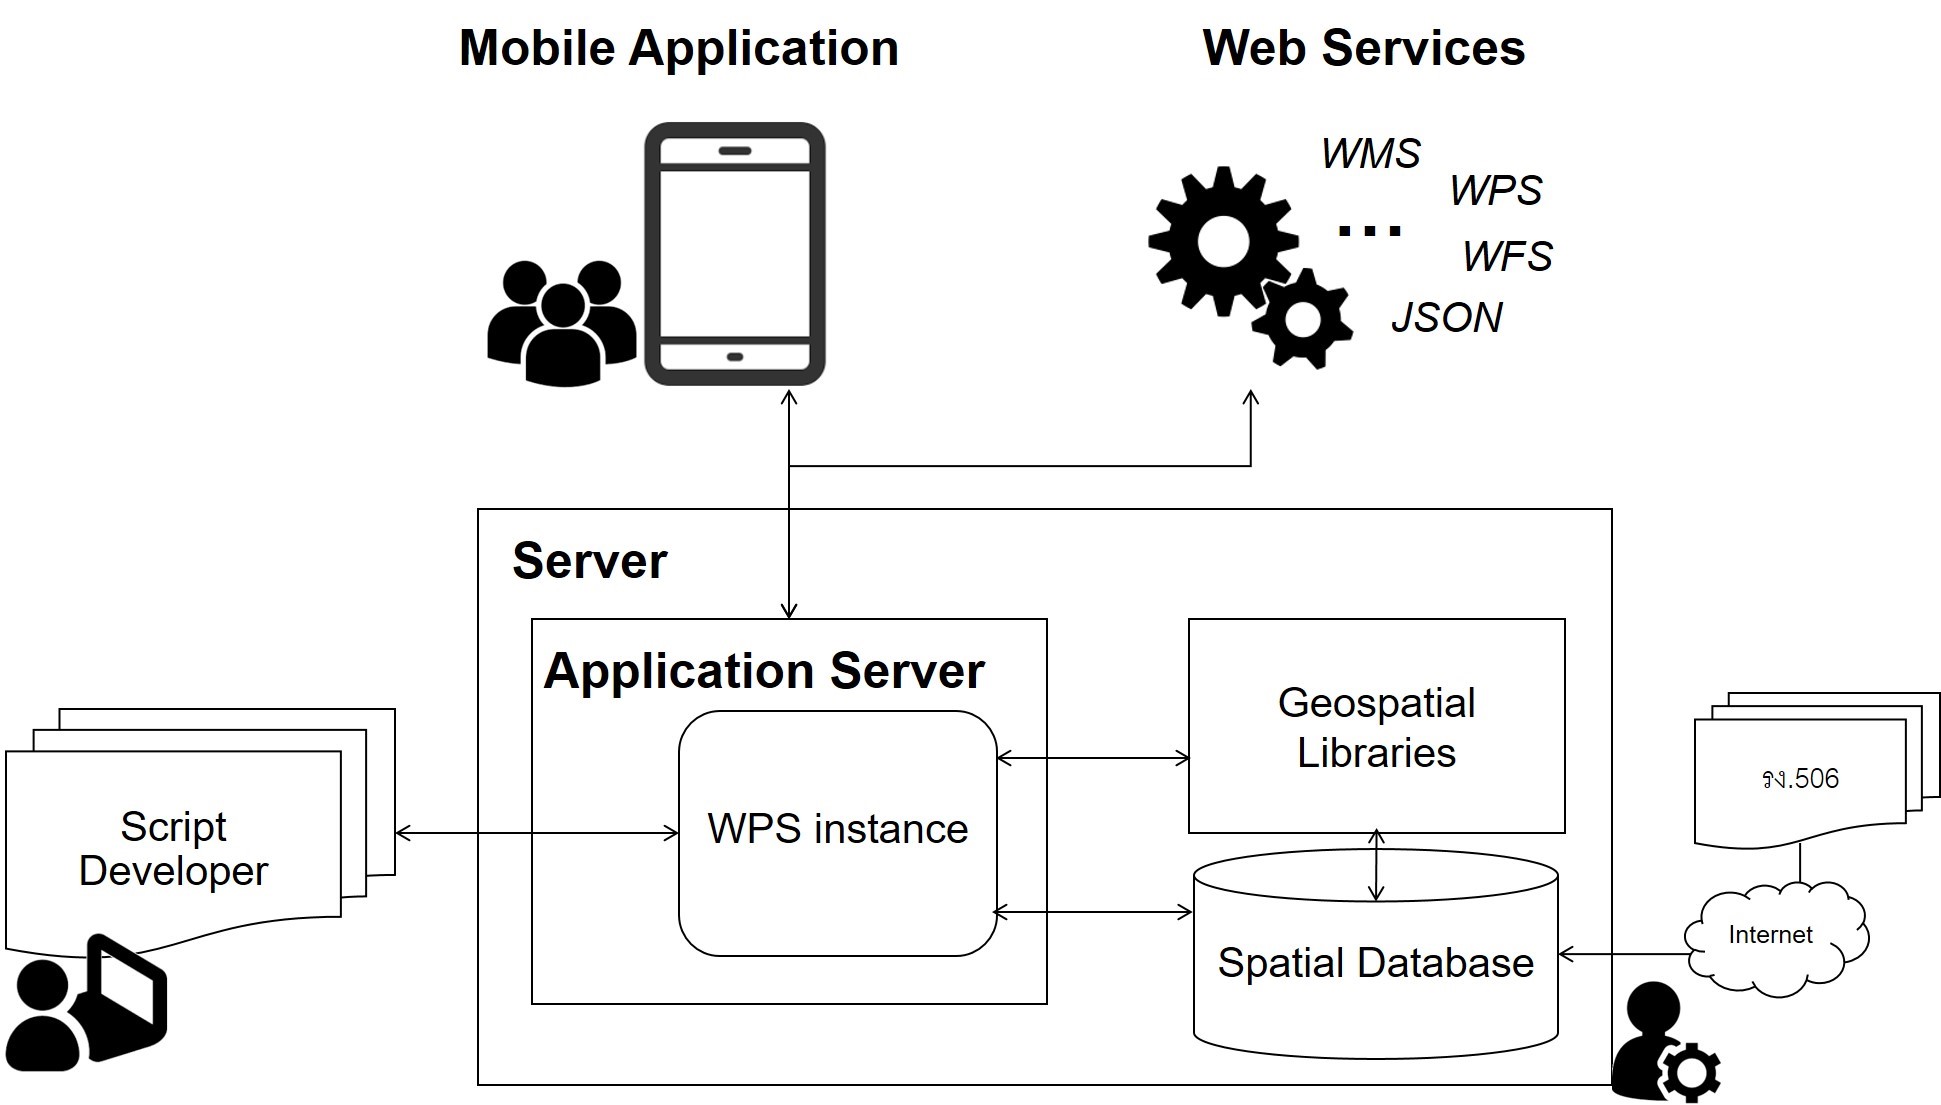 Mobile Application
Web Services
WMS
WPS
...
WFS
JSON
Server
Application Server
Geospatial
Libraries
WPS instance
Script
Developer
รง.506
Internet
Spatial Database